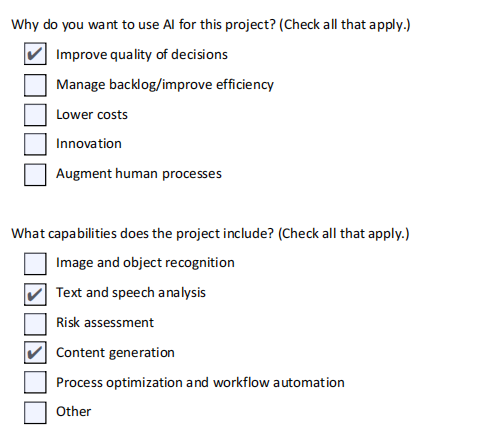 Why do you want to use AI for this project? (Check all that apply.)
Improve quality of decisions
Manage backlog/improve efficiency
Lower costs
Innovation
Augment human processes
What capabilities does the project include? (Check all that apply.)
Image and object recognition
Text and speech analysis
Risk assessment
Content generation
Process optimization and workflow automation
Other